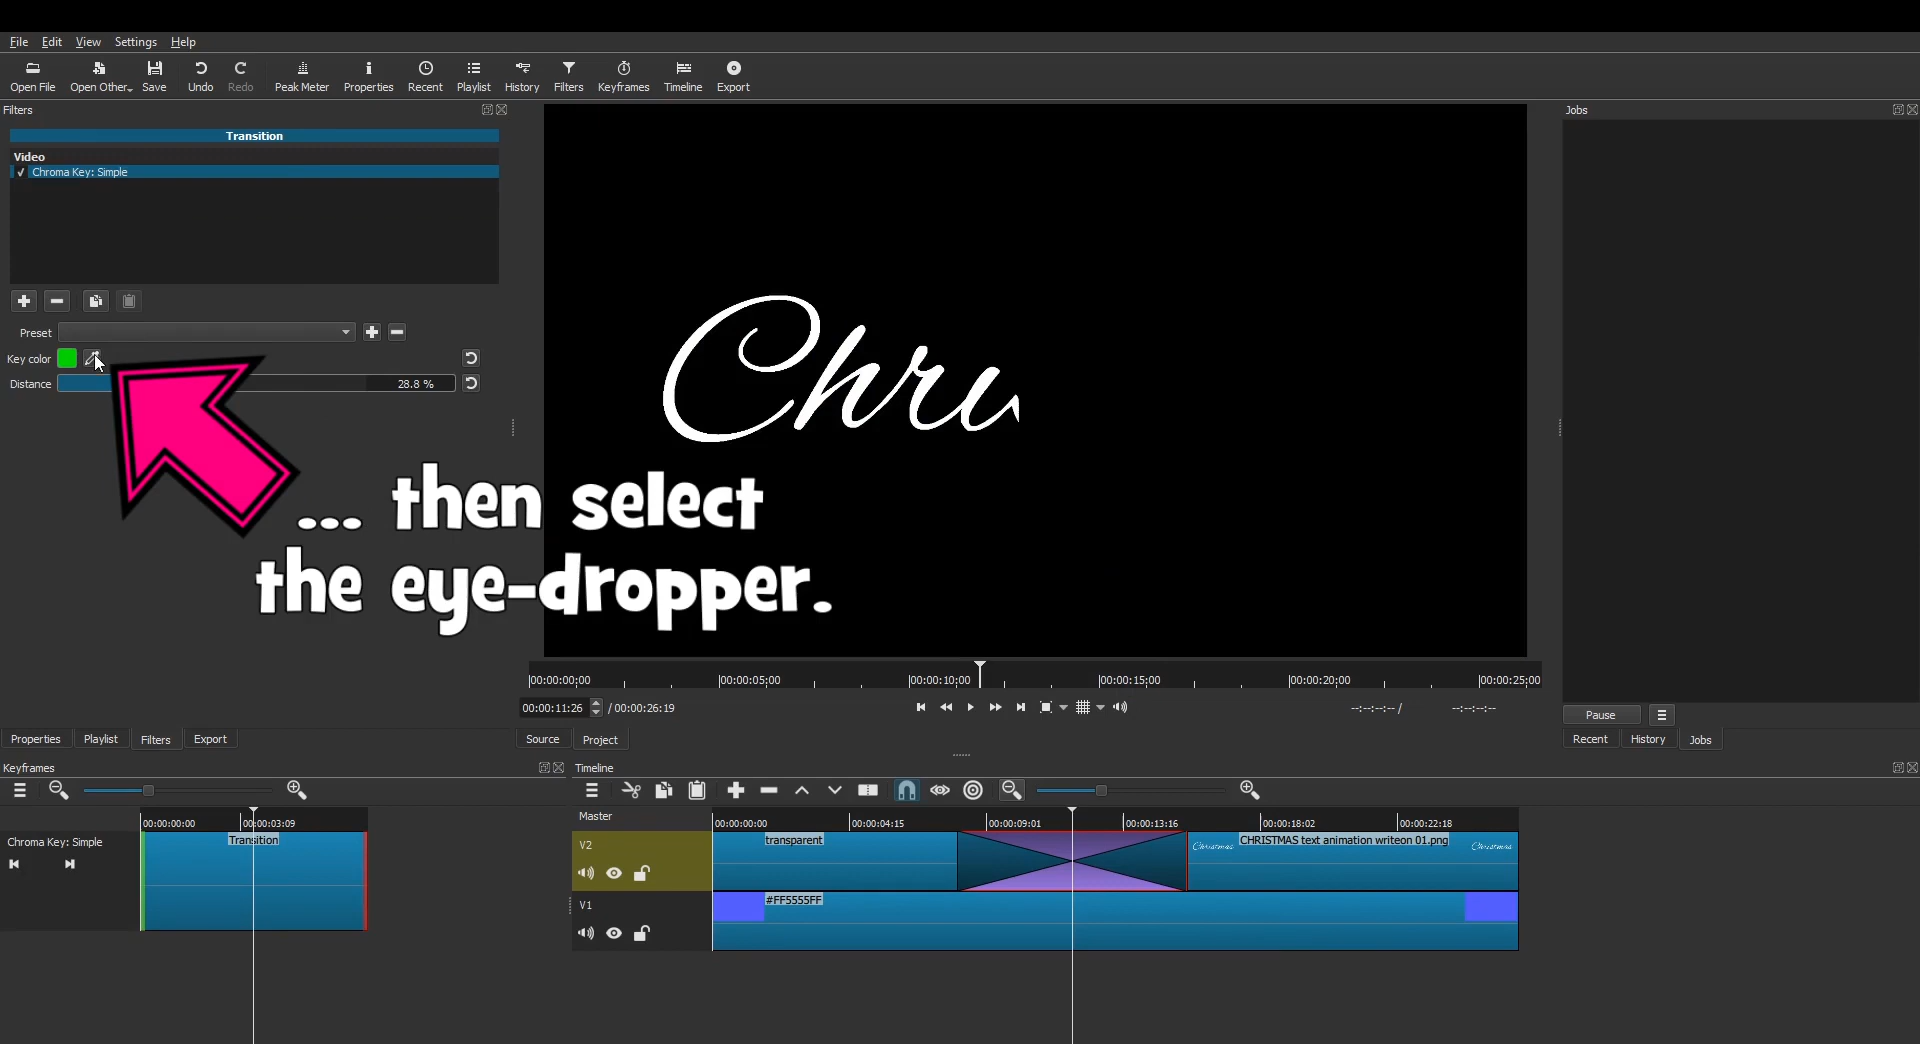 File Edit View Settings Help
Open File Open Other... Save Undo Redo Peak Meter Properties Recent Playlist History Filters Keyframes Timeline Export
Filters
Transition
Video
✓ Chroma Key: Simple
Preset
Key color
Distance 28.8 %
Chri
... then select
the eye-dropper.
00:00:00;00 00:00:05;00 00:00:10;00 00:00:15;00 00:00:20;00 00:00:25;00
00:00:11:26 / 00:00:26:19 --:--:--:-- / --:--:--:--
Properties Playlist Filters Export
Source Project
Jobs
Pause
Recent History Jobs
Keyframes
00:00:00:00 00:00:03:09
Chroma Key: Simple
Transition
Timeline
Master
00:00:00:00 00:00:04:15 00:00:09:01 00:00:13:16 00:00:18:02 00:00:22:18
V2
transparent
Christmas CHRISTMAS text animation writeon 01.png Christmas
V1
#FF5555FF